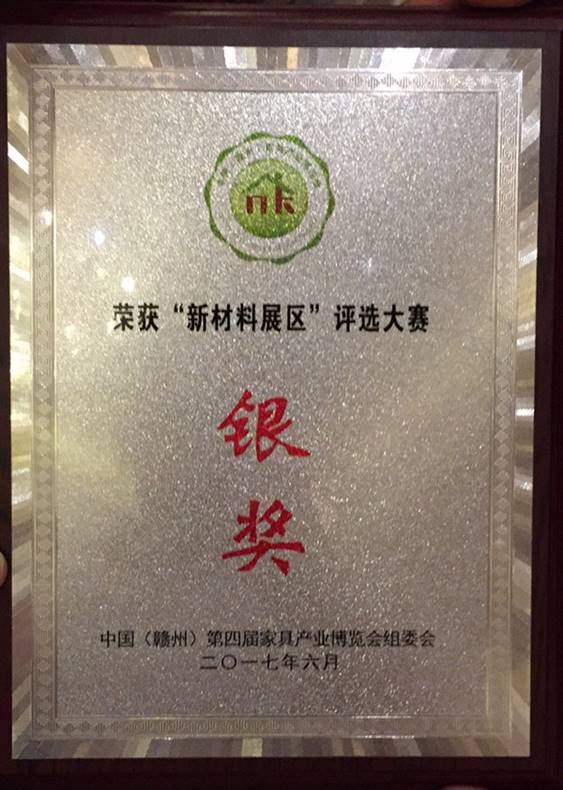 荣获“新材料展区”评选大赛
银
奖
中国（赣州）第四届家具产业博览会组委会
二〇一七年六月